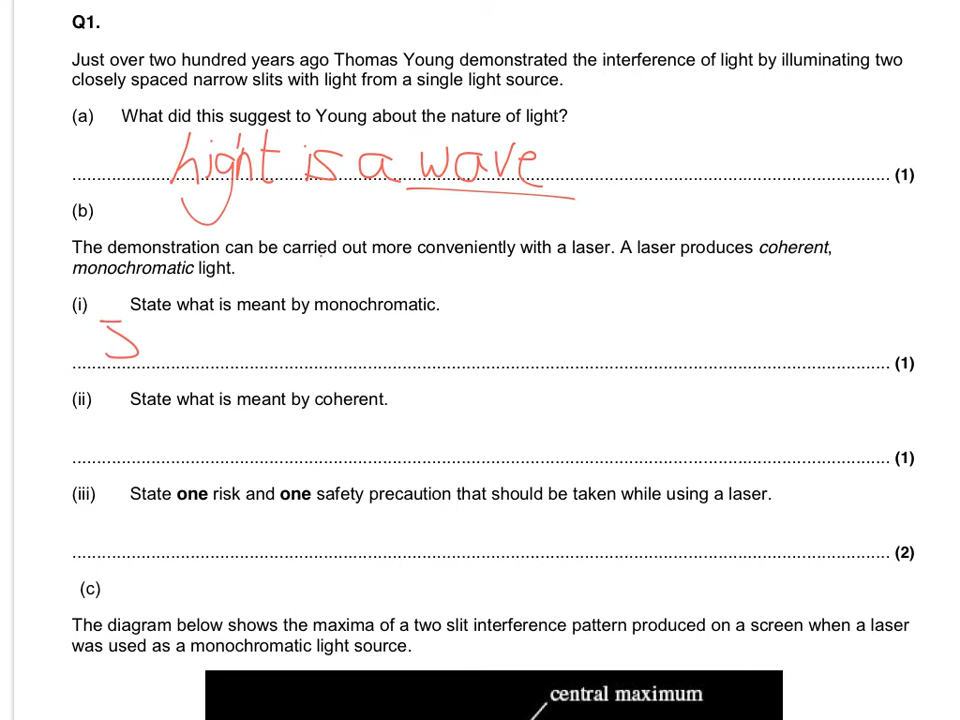 Q1.
Just over two hundred years ago Thomas Young demonstrated the interference of light by illuminating two
closely spaced narrow slits with light from a single light source.
(a) What did this suggest to Young about the nature of light?
light is a wave
(1)
(b)
The demonstration can be carried out more conveniently with a laser. A laser produces coherent,
monochromatic light.
(i) State what is meant by monochromatic.
(1)
(ii) State what is meant by coherent.
(1)
(iii) State one risk and one safety precaution that should be taken while using a laser.
(2)
(c)
The diagram below shows the maxima of a two slit interference pattern produced on a screen when a laser
was used as a monochromatic light source.
central maximum